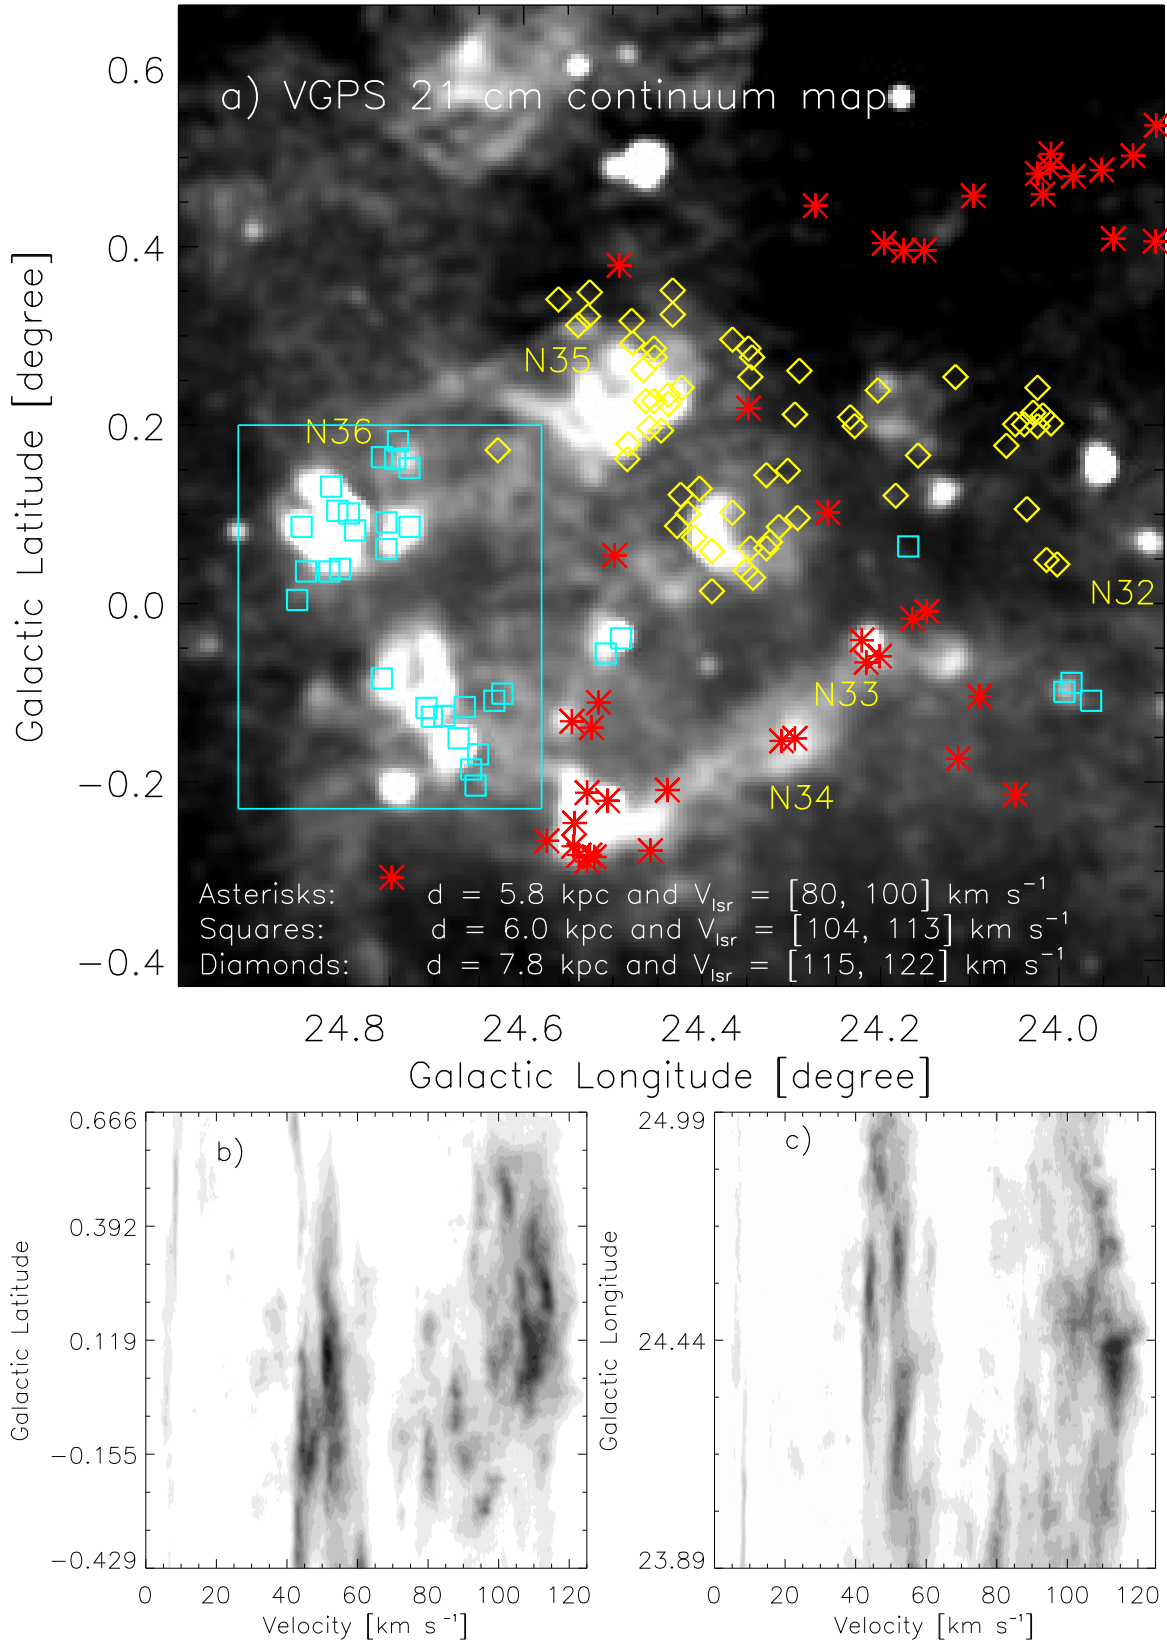 0.6
a) VGPS 21 cm continuum map
0.4
N35
N36
0.2
0.0
N32
N33
−0.2
N34
Asterisks: d = 5.8 kpc and V_lsr = [80, 100] km s⁻¹
Squares: d = 6.0 kpc and V_lsr = [104, 113] km s⁻¹
Diamonds: d = 7.8 kpc and V_lsr = [115, 122] km s⁻¹
−0.4
Galactic Latitude [degree]
24.8 24.6 24.4 24.2 24.0
Galactic Longitude [degree]
b)
0.666
0.392
0.119
−0.155
−0.429
Galactic Latitude
0 20 40 60 80 100 120
Velocity [km s⁻¹]
c)
24.99
24.44
23.89
Galactic Longitude
0 20 40 60 80 100 120
Velocity [km s⁻¹]